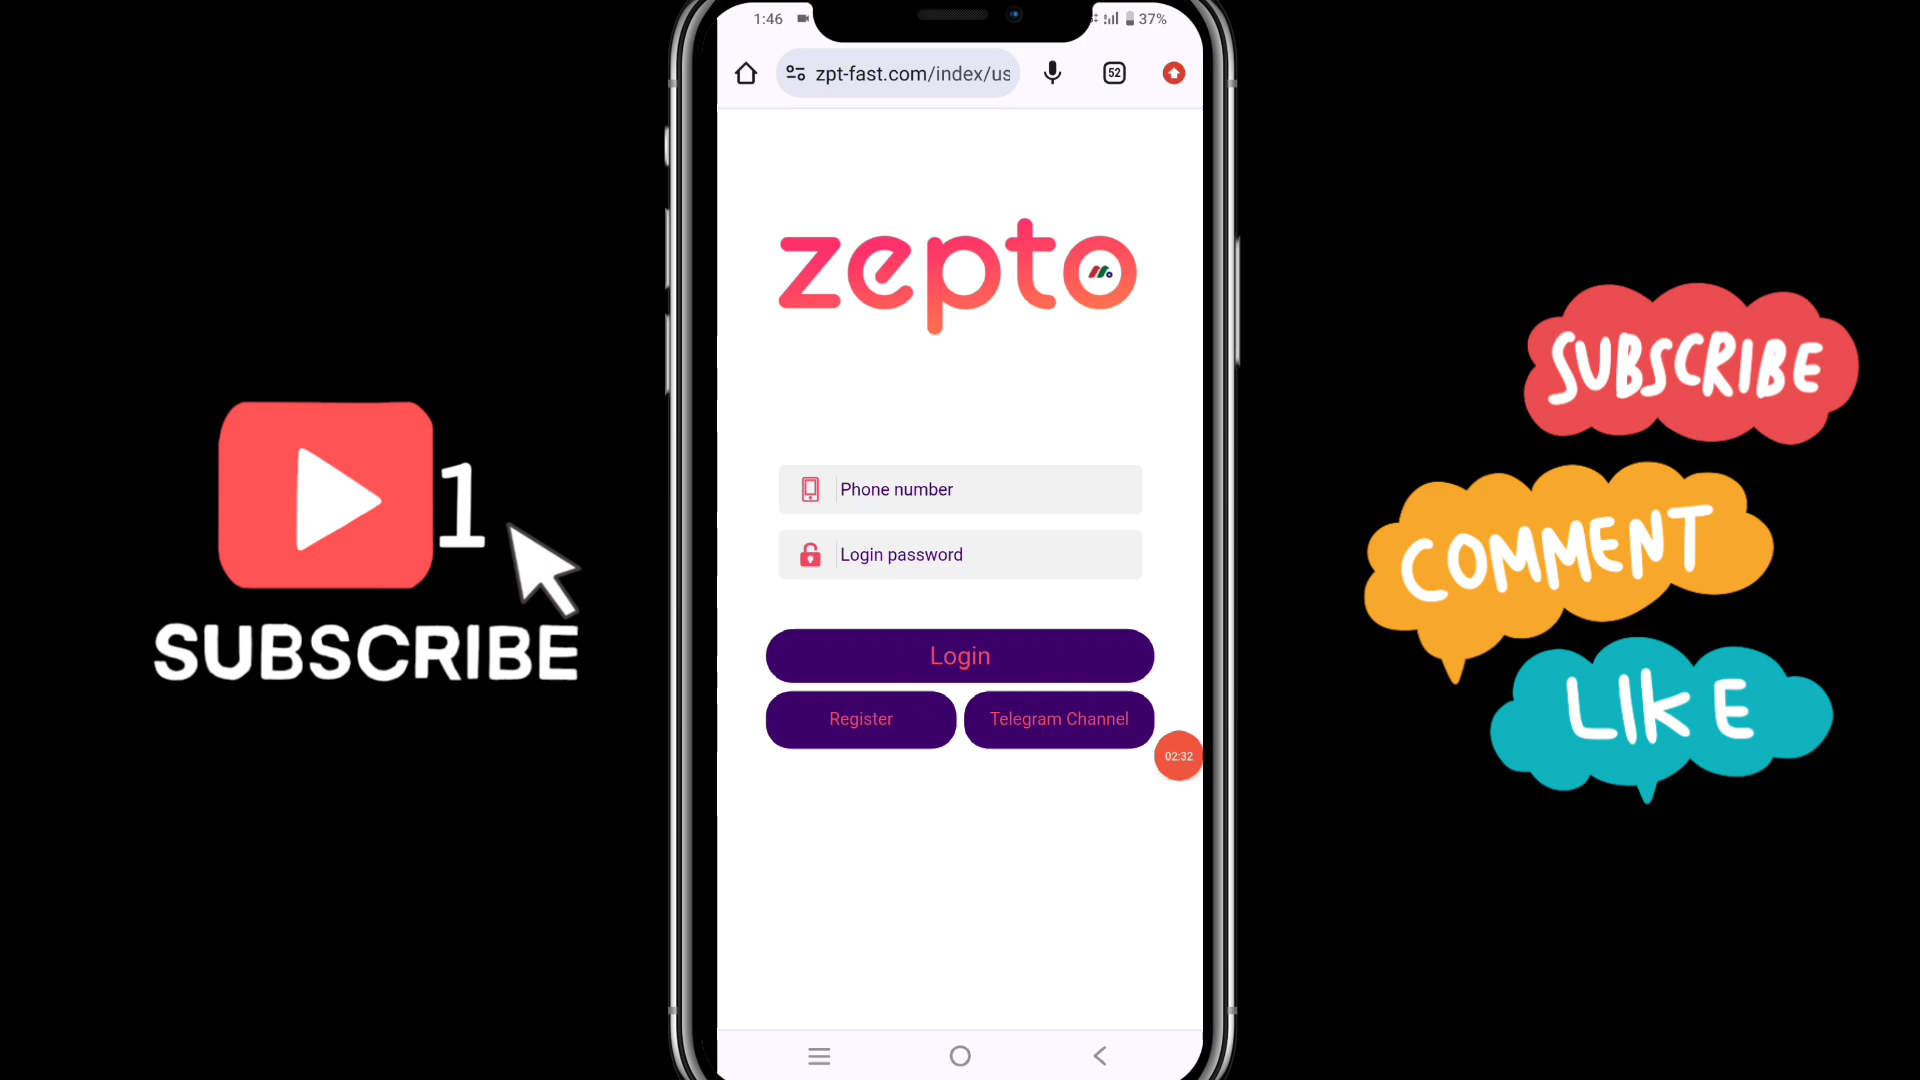 1:46
37%
zpt-fast.com/index/us
52
zepto
Phone number
Login password
Login
Register
Telegram Channel
02:32
1
SUBSCRIBE
SUBSCRIBE
COMMENT
LIKE